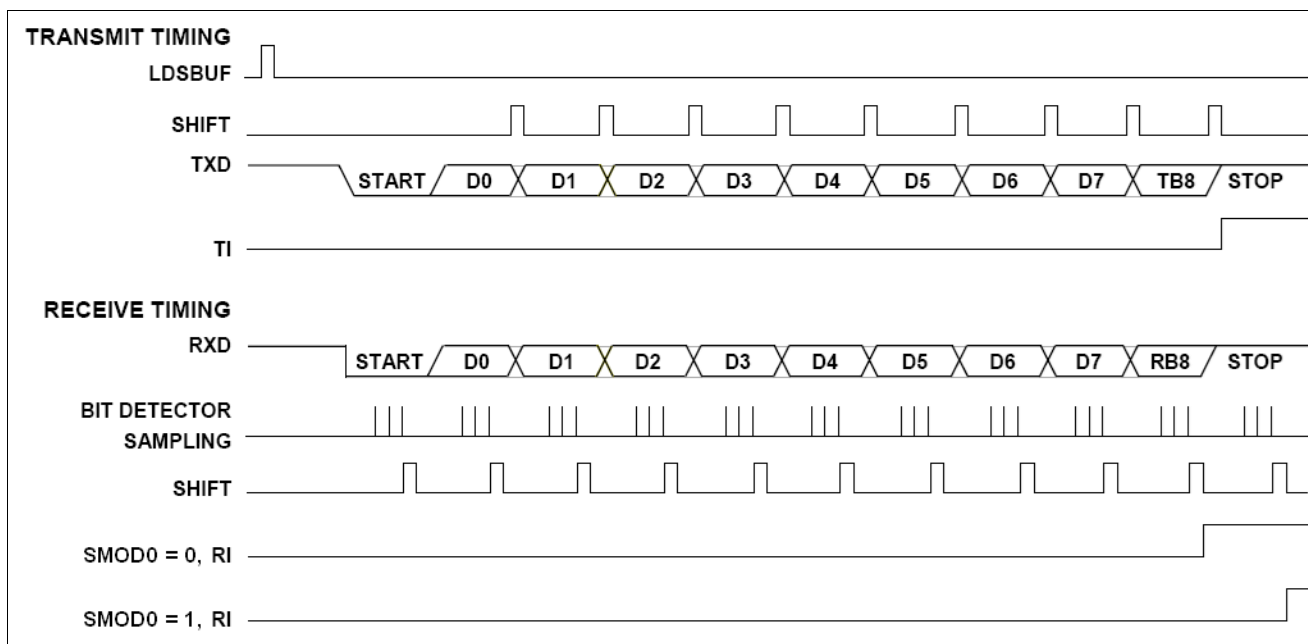 TRANSMIT TIMING
LDSBUF
SHIFT
TXD
START D0 D1 D2 D3 D4 D5 D6 D7 TB8 STOP
TI
RECEIVE TIMING
RXD
START D0 D1 D2 D3 D4 D5 D6 D7 RB8 STOP
BIT DETECTOR
SAMPLING
SHIFT
SMOD0 = 0, RI
SMOD0 = 1, RI